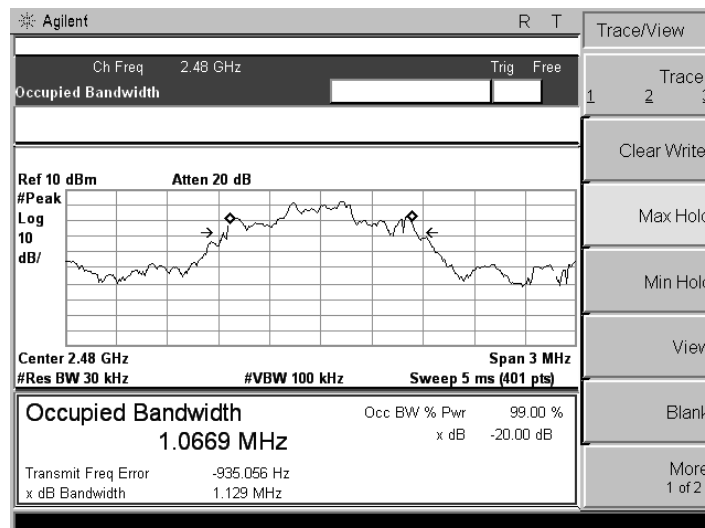 Agilent R T
Trace/View
Ch Freq 2.48 GHz Trig Free
Occupied Bandwidth
Trace
1 2
Clear Write
Ref 10 dBm Atten 20 dB
#Peak
Log
10
dB/
Max Hold
Min Hold
View
Center 2.48 GHz Span 3 MHz
#Res BW 30 kHz #VBW 100 kHz Sweep 5 ms (401 pts)
Occupied Bandwidth
1.0669 MHz
Occ BW % Pwr 99.00 %
x dB -20.00 dB
Transmit Freq Error -935.056 Hz
x dB Bandwidth 1.129 MHz
Blank
More
1 of 2